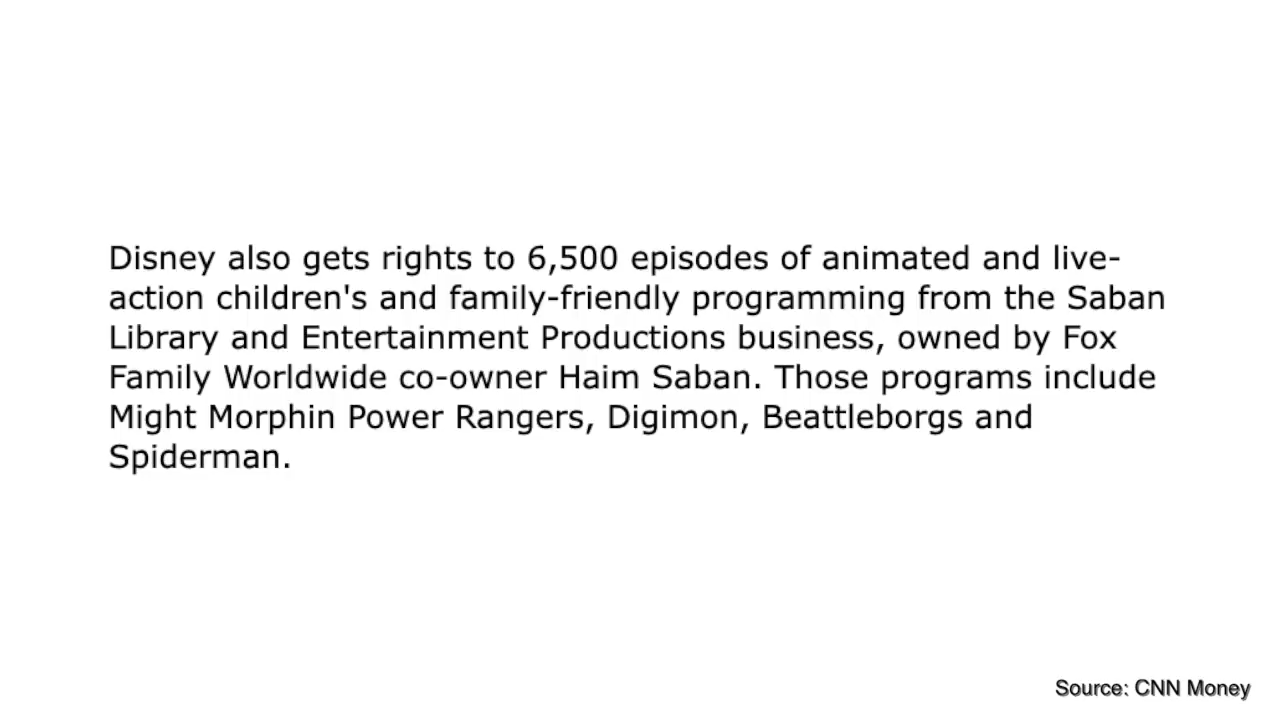 Disney also gets rights to 6,500 episodes of animated and live-
action children's and family-friendly programming from the Saban
Library and Entertainment Productions business, owned by Fox
Family Worldwide co-owner Haim Saban. Those programs include
Might Morphin Power Rangers, Digimon, Beattleborgs and
Spiderman.
Source: CNN Money